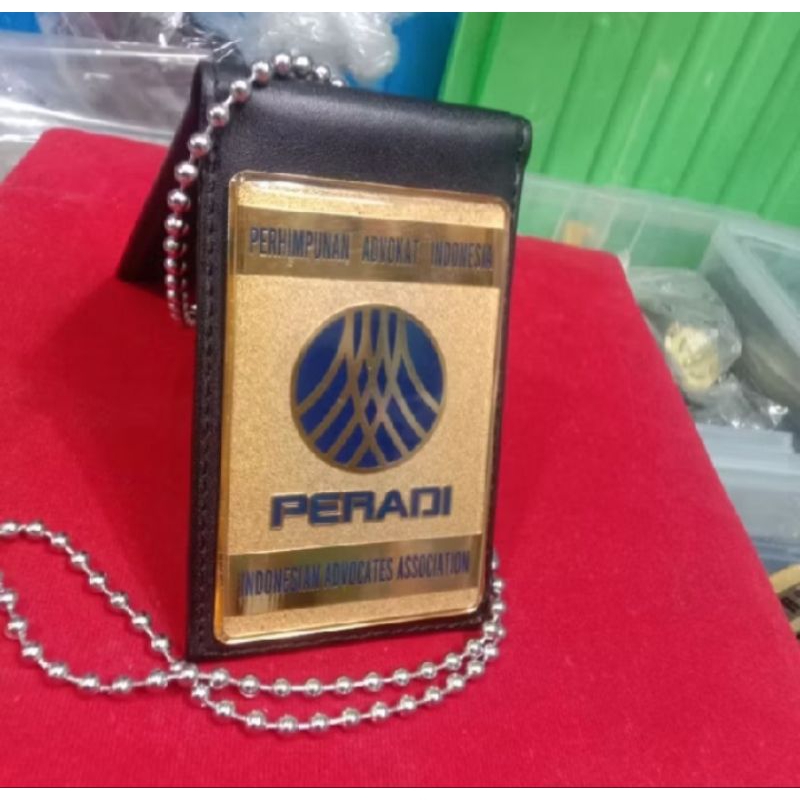 PERHIMPUNAN ADVOKAT INDONESIA
PERADI
INDONESIAN ADVOCATES ASSOCIATION